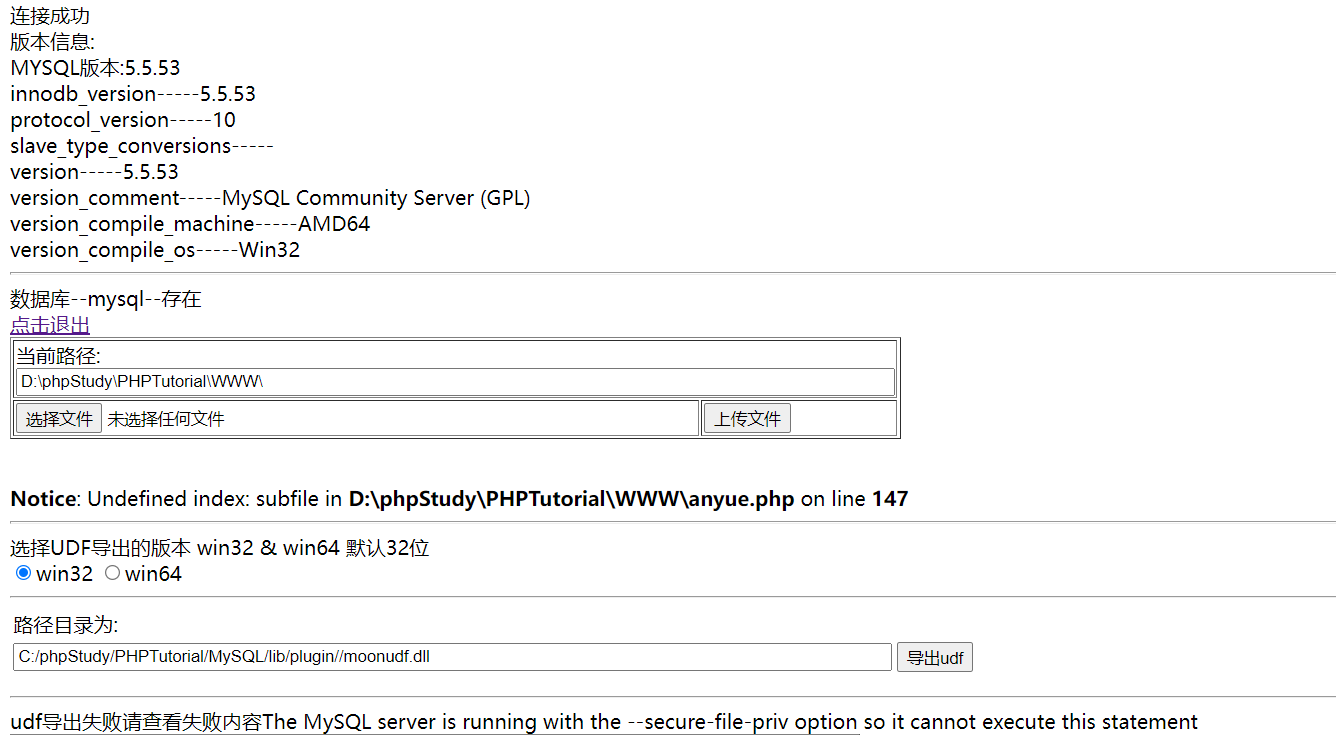 连接成功
版本信息:
MYSQL版本:5.5.53
innodb_version-----5.5.53
protocol_version-----10
slave_type_conversions-----
version-----5.5.53
version_comment-----MySQL Community Server (GPL)
version_compile_machine-----AMD64
version_compile_os-----Win32
数据库--mysql--存在
点击退出
当前路径:
D:\phpStudy\PHPTutorial\WWW\
选择文件 未选择任何文件 上传文件
Notice: Undefined index: subfile in D:\phpStudy\PHPTutorial\WWW\anyue.php on line 147
选择UDF导出的版本 win32 & win64 默认32位
win32 win64
路径目录为:
C:/phpStudy/PHPTutorial/MySQL/lib/plugin//moonudf.dll 导出udf
udf导出失败请查看失败内容The MySQL server is running with the --secure-file-priv option so it cannot execute this statement